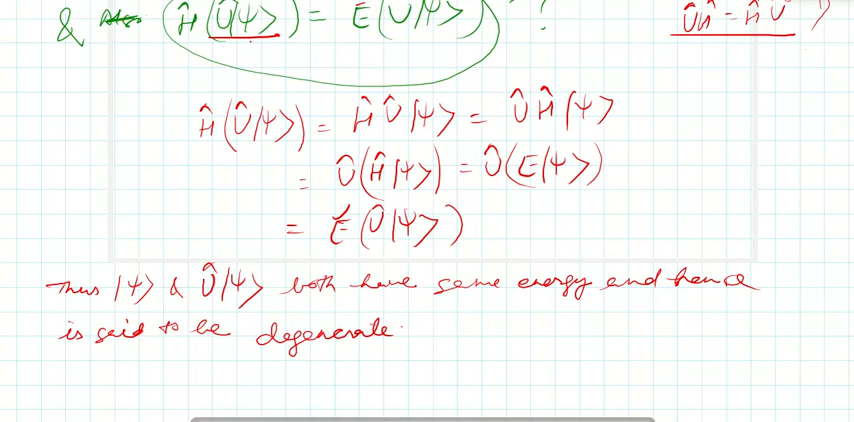 & Ĥ(Û|ψ>) = E(U|ψ>) ?
ÛĤ = ĤÛ
Ĥ(Û|ψ>) = ĤÛ|ψ> = ÛĤ|ψ>
= Û(Ĥ|ψ>) = Û(E|ψ>)
= E(Û|ψ>)
Thus |ψ> & Û|ψ> both have same energy and hence
is said to be degenerate.